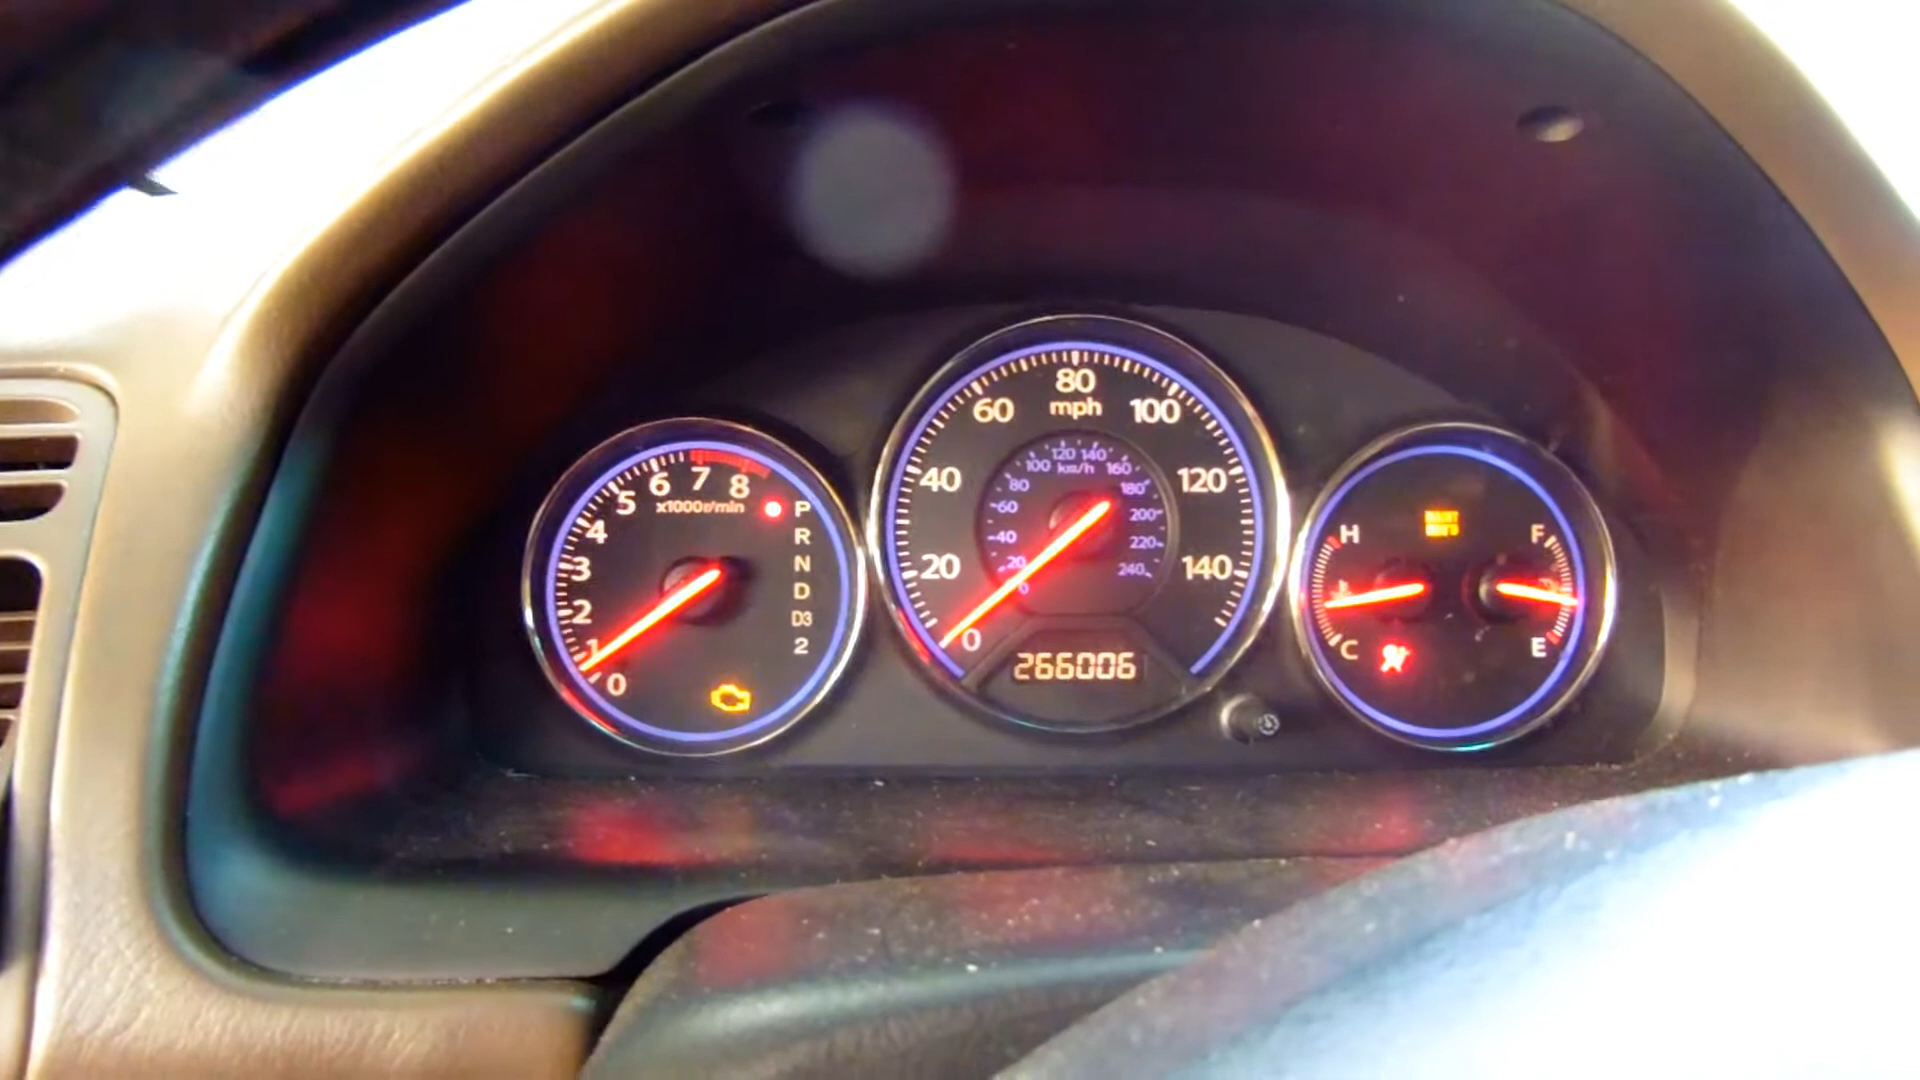 0 1 2 3 4 5 6 7 8
x1000r/min
P
R
N
D
D3
2
0 20 40 60 80 100 120 140
mph
0 20 40 60 80 100 120 140 160 180 200 220 240
km/h
266006
H
C
F
E